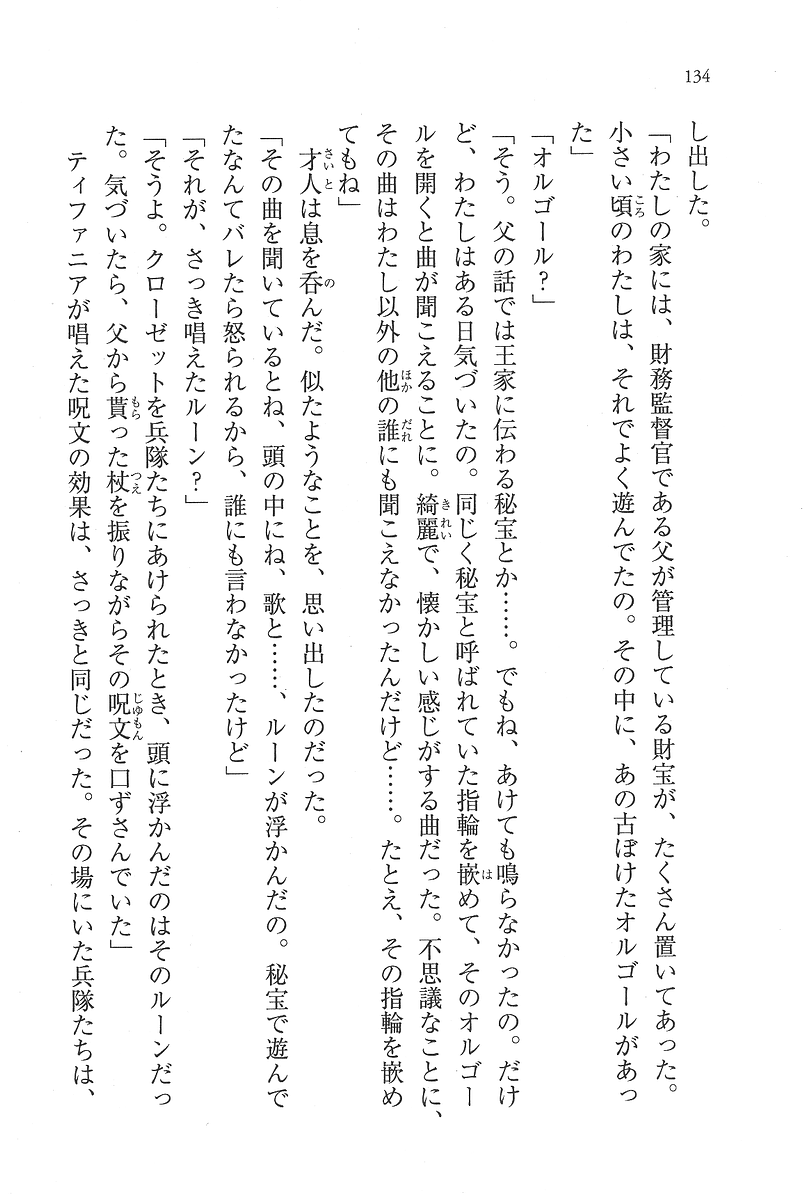 134
し出した。
「わたしの家には、財務監督官である父が管理している財宝が、たくさん置いてあった。
小さい頃のわたしは、それでよく遊んでたの。その中に、あの古ぼけたオルゴールがあっ
た」
「オルゴール？」
「そう。父の話では王家に伝わる秘宝とか……。でもね、あけても鳴らなかったの。だけ
ど、わたしはある日気づいたの。同じく秘宝と呼ばれていた指輪を嵌めて、そのオルゴー
ルを開くと曲が聞こえることに。綺麗で、懐かしい感じがする曲だった。不思議なことに、
その曲はわたし以外の他の誰にも聞こえなかったんだけど……。たとえ、その指輪を嵌め
てもね」
才人は息を呑んだ。似たようなことを、思い出したのだった。
「その曲を聞いているとね、頭の中にね、歌と……、ルーンが浮かんだの。秘宝で遊んで
たなんてバレたら怒られるから、誰にも言わなかったけど」
「それが、さっき唱えたルーン？」
「そうよ。クローゼットを兵隊たちにあけられたとき、頭に浮かんだのはそのルーンだっ
た。気づいたら、父から貰った杖を振りながらその呪文を口ずさんでいた」
ティファニアが唱えた呪文の効果は、さっきと同じだった。その場にいた兵隊たちは、